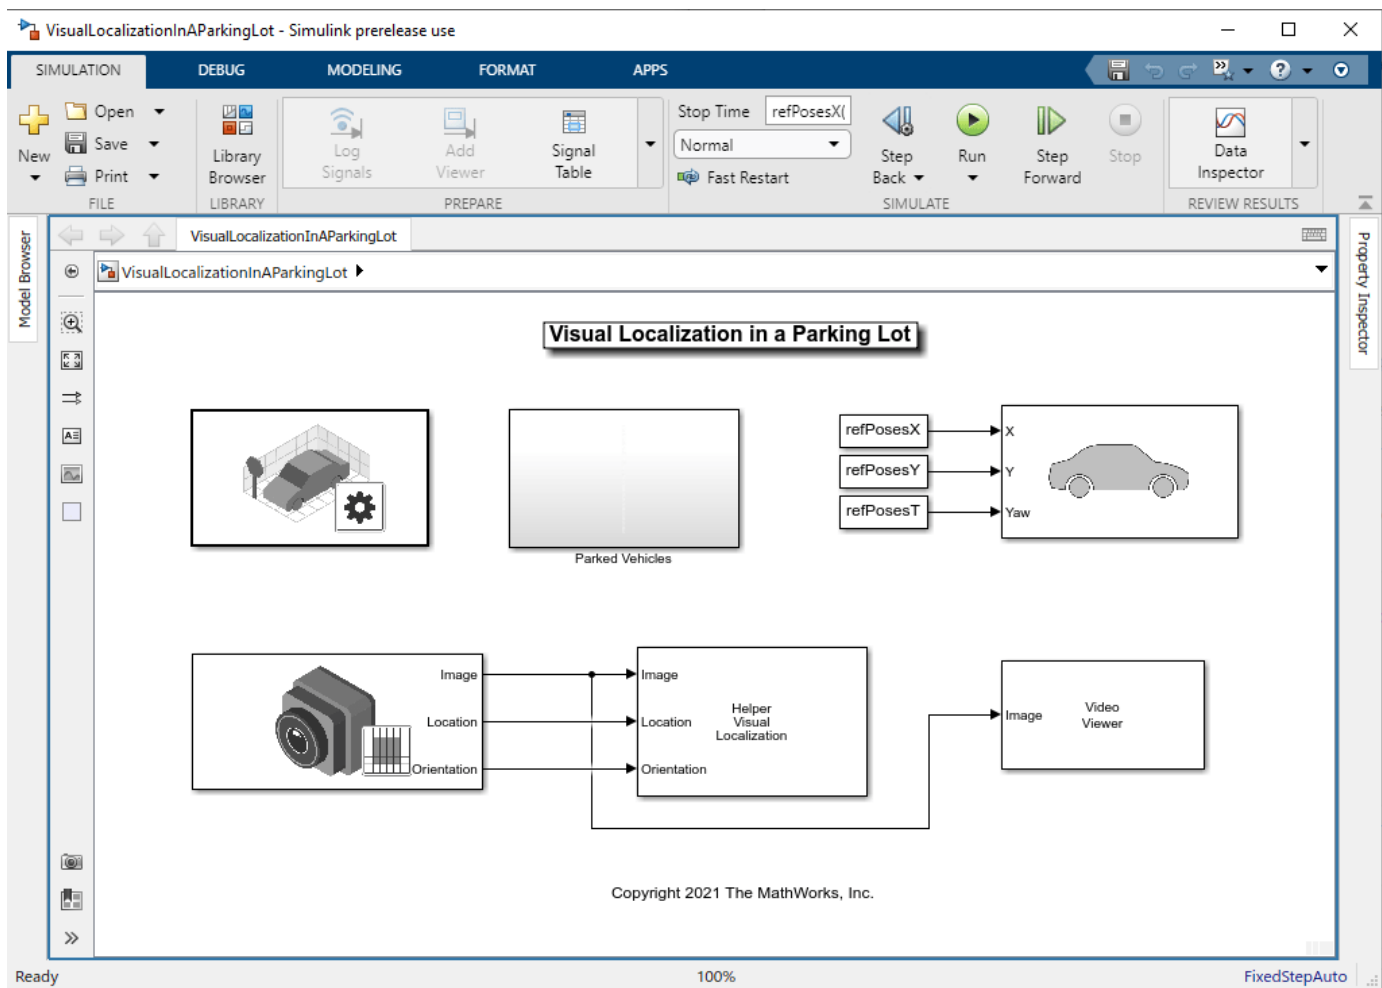 VisualLocalizationInAParkingLot - Simulink prerelease use
SIMULATION DEBUG MODELING FORMAT APPS
New
Open
Save
Print
FILE
Library
Browser
LIBRARY
Log
Signals
Add
Viewer
Signal
Table
PREPARE
Stop Time refPosesX(
Normal
Fast Restart
Step
Back
Run
Step
Forward
Stop
SIMULATE
Data
Inspector
REVIEW RESULTS
Model Browser
VisualLocalizationInAParkingLot
VisualLocalizationInAParkingLot
Property Inspector
Visual Localization in a Parking Lot
Parked Vehicles
refPosesX
refPosesY
refPosesT
X
Y
Yaw
Image
Location
Orientation
Image
Location
Orientation
Helper
Visual
Localization
Image
Video
Viewer
Copyright 2021 The MathWorks, Inc.
Ready 100% FixedStepAuto